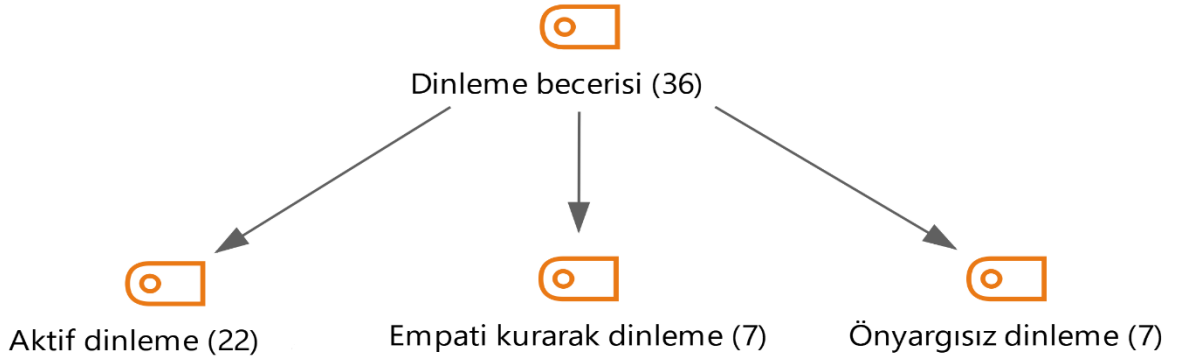 Dinleme becerisi (36)
Aktif dinleme (22)
Empati kurarak dinleme (7)
Önyargısız dinleme (7)